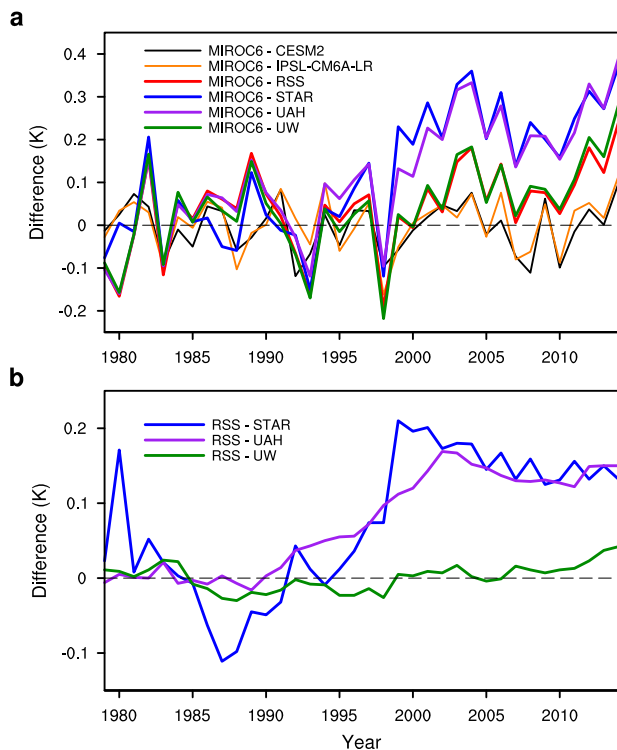 a
MIROC6 - CESM2
MIROC6 - IPSL-CM6A-LR
MIROC6 - RSS
MIROC6 - STAR
MIROC6 - UAH
MIROC6 - UW
Difference (K)
0.4
0.3
0.2
0.1
0
-0.1
-0.2
1980 1985 1990 1995 2000 2005 2010
b
RSS - STAR
RSS - UAH
RSS - UW
Difference (K)
0.2
0.1
0
-0.1
1980 1985 1990 1995 2000 2005 2010
Year